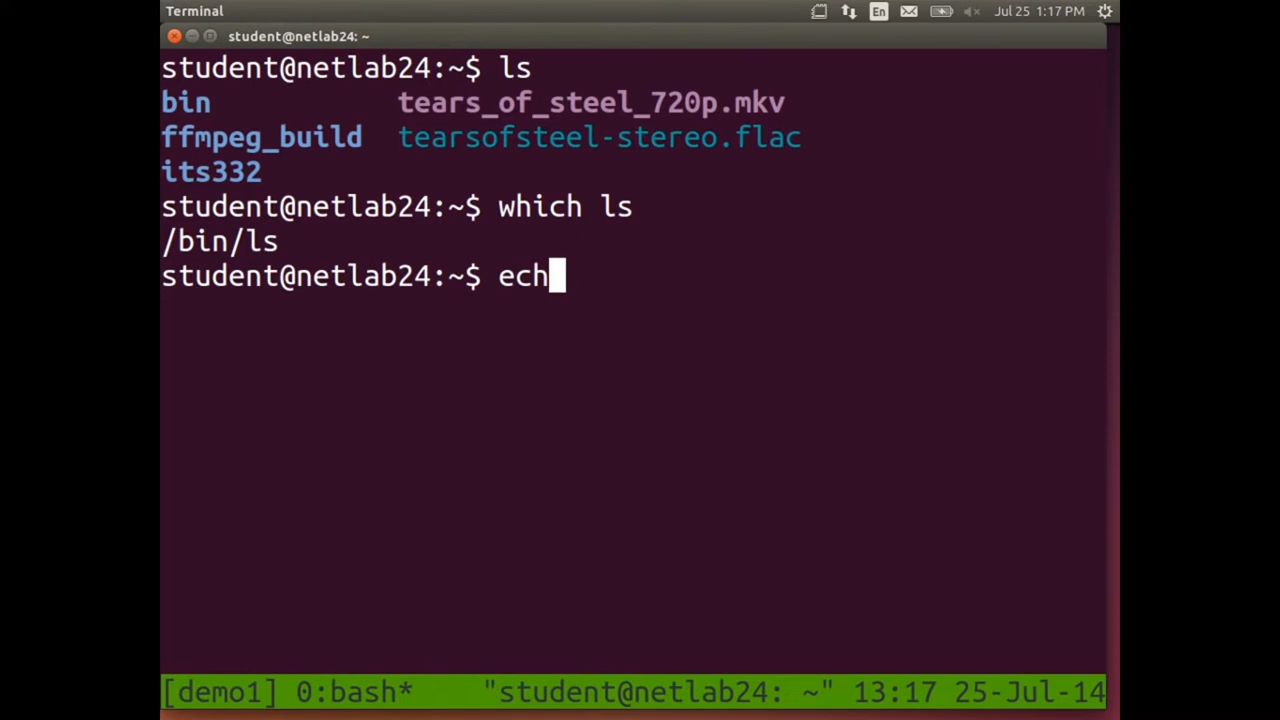 Terminal En Jul 25 1:17 PM
student@netlab24: ~
student@netlab24:~$ ls
bin tears_of_steel_720p.mkv
ffmpeg_build tearsofsteel-stereo.flac
its332
student@netlab24:~$ which ls
/bin/ls
student@netlab24:~$ ech
[demo1] 0:bash* "student@netlab24: ~" 13:17 25-Jul-14